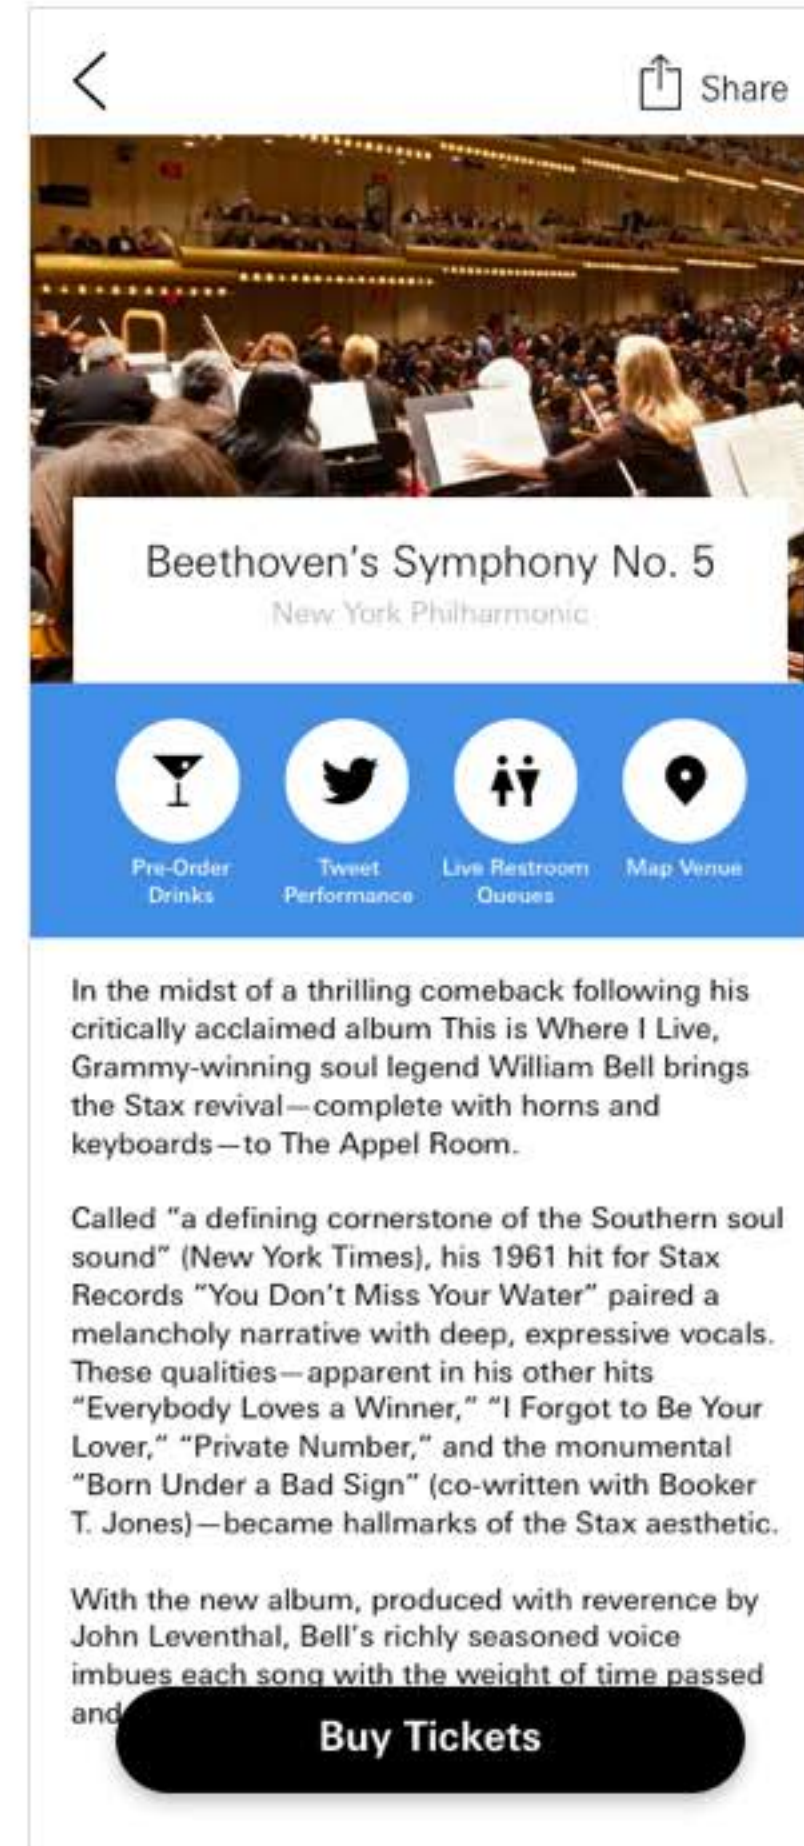 Share
Beethoven's Symphony No. 5
New York Philharmonic
Pre-Order
Drinks
Tweet
Performance
Live Restroom
Queues
Map Venue
In the midst of a thrilling comeback following his
critically acclaimed album This is Where I Live,
Grammy-winning soul legend William Bell brings
the Stax revival—complete with horns and
keyboards—to The Appel Room.
Called "a defining cornerstone of the Southern soul
sound" (New York Times), his 1961 hit for Stax
Records "You Don't Miss Your Water" paired a
melancholy narrative with deep, expressive vocals.
These qualities—apparent in his other hits
"Everybody Loves a Winner," "I Forgot to Be Your
Lover," "Private Number," and the monumental
"Born Under a Bad Sign" (co-written with Booker
T. Jones)—became hallmarks of the Stax aesthetic.
With the new album, produced with reverence by
John Leventhal, Bell's richly seasoned voice
imbues each song with the weight of time passed
and
Buy Tickets